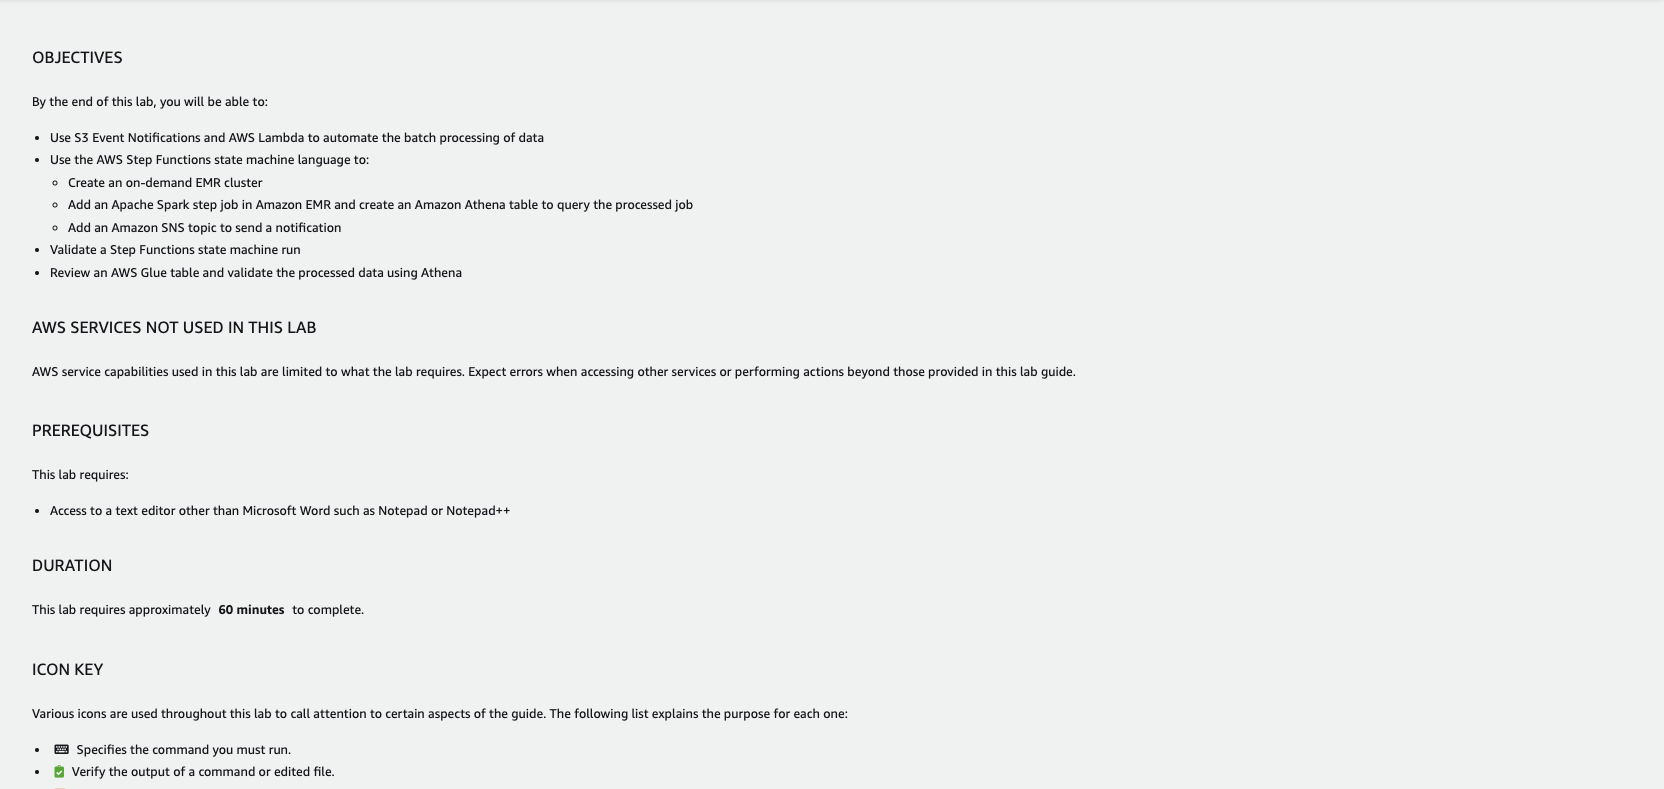 OBJECTIVES
By the end of this lab, you will be able to:
Use S3 Event Notifications and AWS Lambda to automate the batch processing of data
Use the AWS Step Functions state machine language to:
Create an on-demand EMR cluster
Add an Apache Spark step job in Amazon EMR and create an Amazon Athena table to query the processed job
Add an Amazon SNS topic to send a notification
Validate a Step Functions state machine run
Review an AWS Glue table and validate the processed data using Athena
AWS SERVICES NOT USED IN THIS LAB
AWS service capabilities used in this lab are limited to what the lab requires. Expect errors when accessing other services or performing actions beyond those provided in this lab guide.
PREREQUISITES
This lab requires:
Access to a text editor other than Microsoft Word such as Notepad or Notepad++
DURATION
This lab requires approximately 60 minutes to complete.
ICON KEY
Various icons are used throughout this lab to call attention to certain aspects of the guide. The following list explains the purpose for each one:
Specifies the command you must run.
Verify the output of a command or edited file.